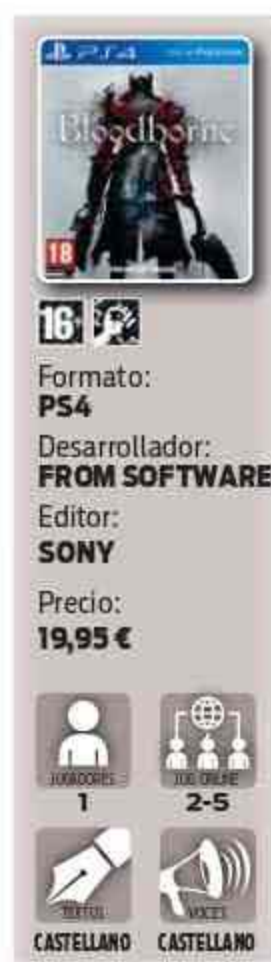 PS4
Bloodborne
18
16+
Formato:
PS4
Desarrollador:
FROM SOFTWARE
Editor:
SONY
Precio:
19,95 €
JUGADORES
1
JUG. ONLINE
2-5
TEXTOS
CASTELLANO
VOCES
CASTELLANO